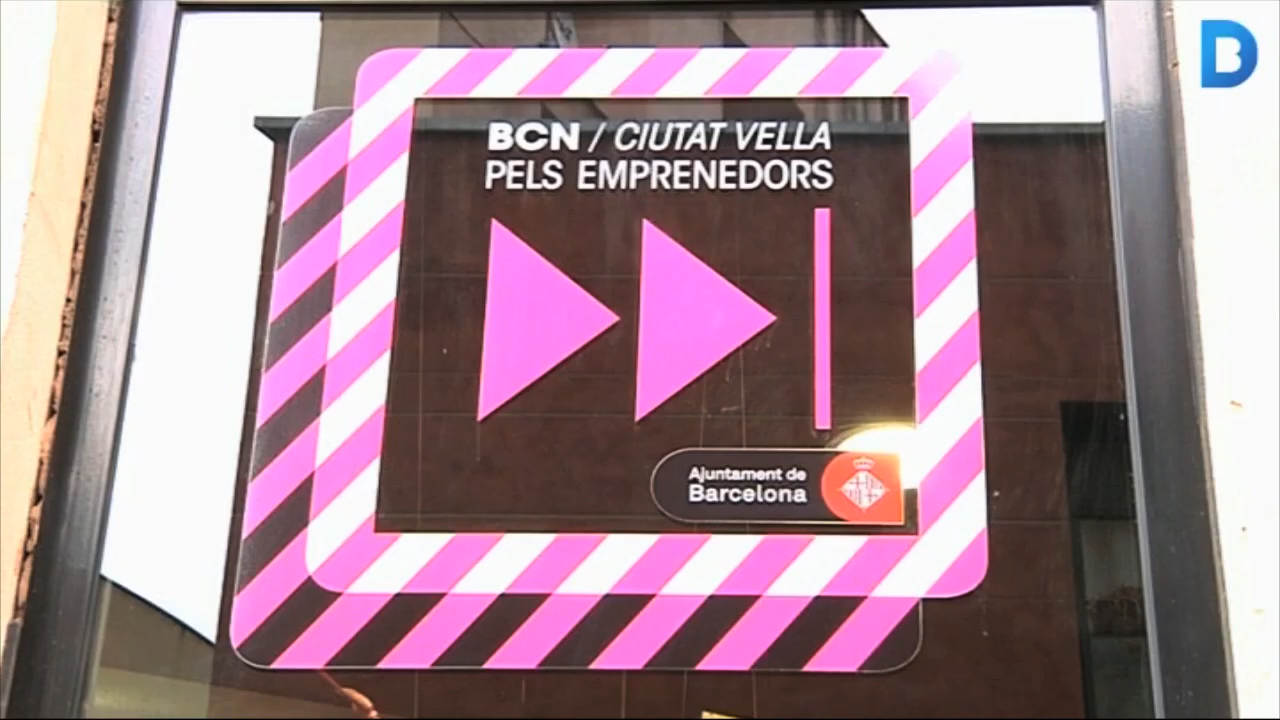 BCN / CIUTAT VELLA
PELS EMPRENEDORS
Ajuntament de
Barcelona
B